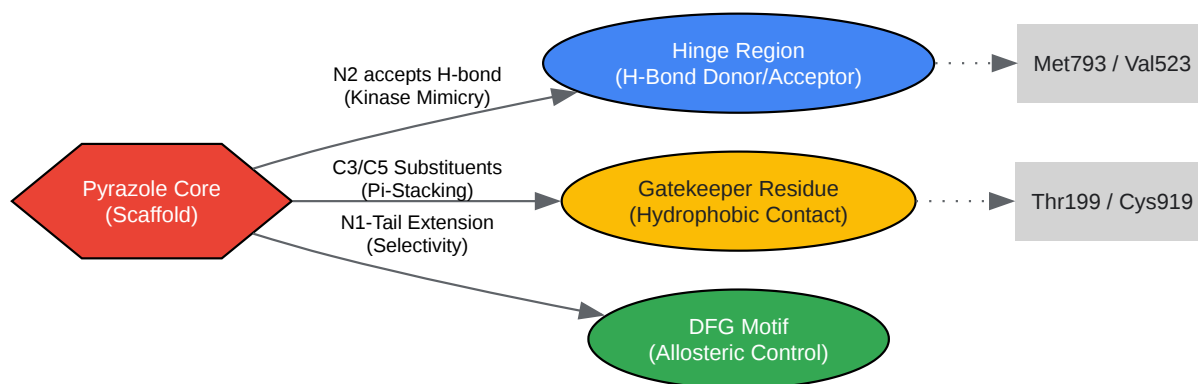 Pyrazole Core
(Scaffold)
N2 accepts H-bond
(Kinase Mimicry)
C3/C5 Substituents
(Pi-Stacking)
N1-Tail Extension
(Selectivity)
Hinge Region
(H-Bond Donor/Acceptor)
Met793 / Val523
Gatekeeper Residue
(Hydrophobic Contact)
Thr199 / Cys919
DFG Motif
(Allosteric Control)